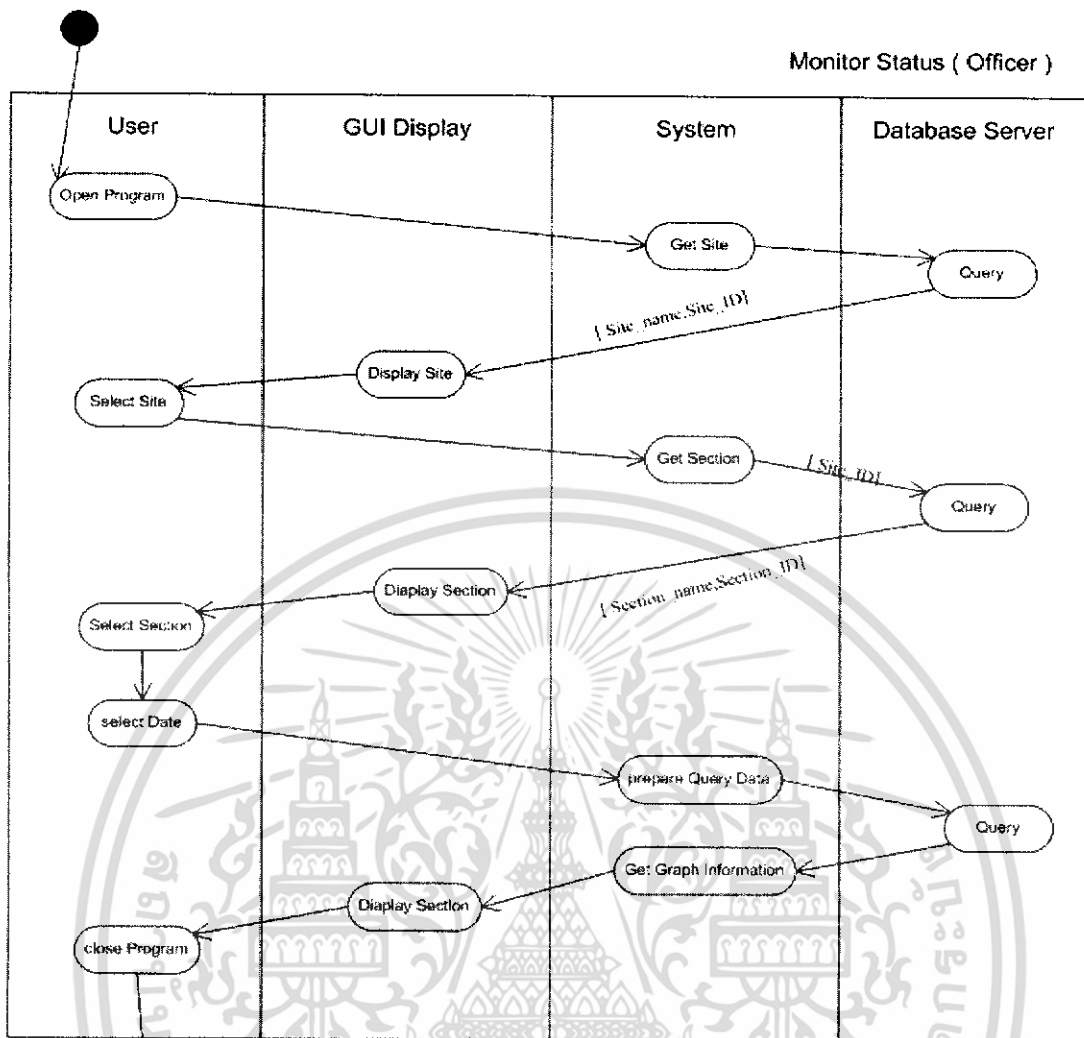 Monitor Status ( Officer )
User
GUI Display
System
Database Server
Open Program
Get Site
Query
[ Site_name,Site_ID]
Display Site
Select Site
Get Section
[ Site_ID]
Query
[ Section_name,Section_ID]
Diaplay Section
Select Section
select Date
prepare Query Data
Query
Get Graph Information
Diaplay Section
close Program